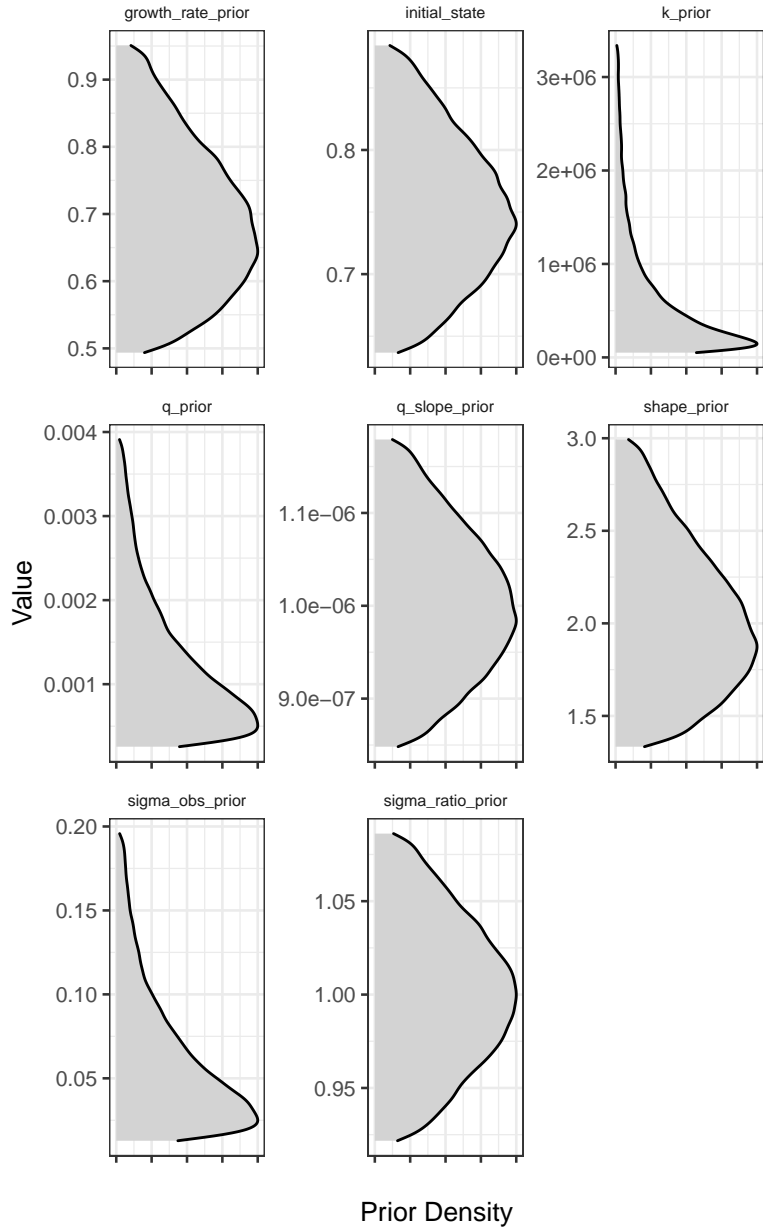 growth_rate_prior
initial_state
k_prior
0.9
0.8
0.7
0.6
0.5
0.8
0.7
3e+06
2e+06
1e+06
0e+00
q_prior
q_slope_prior
shape_prior
0.004
0.003
0.002
0.001
1.1e−06
1.0e−06
9.0e−07
3.0
2.5
2.0
1.5
Value
sigma_obs_prior
sigma_ratio_prior
0.20
0.15
0.10
0.05
1.05
1.00
0.95
Prior Density